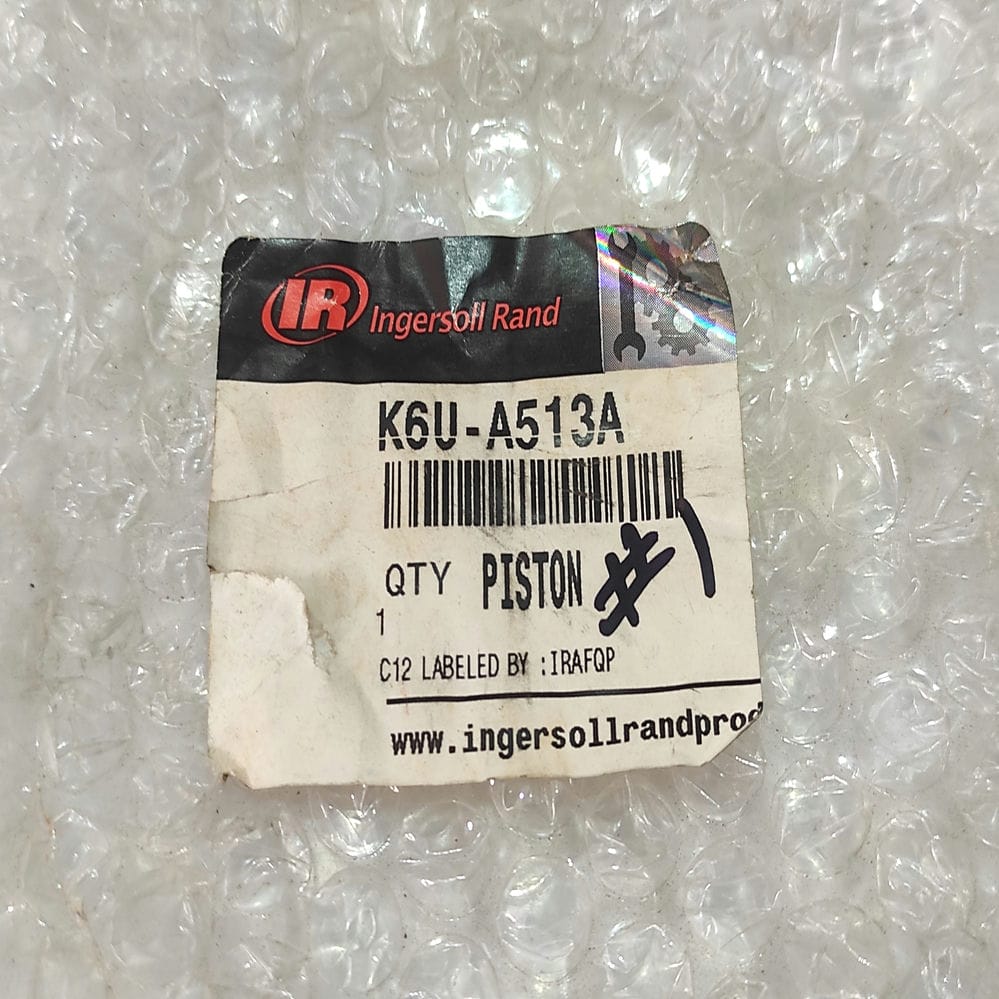 IR Ingersoll Rand
K6U-A513A
QTY PISTON #1
1
C12 LABELED BY :IRAFQP
www.ingersollrandprod